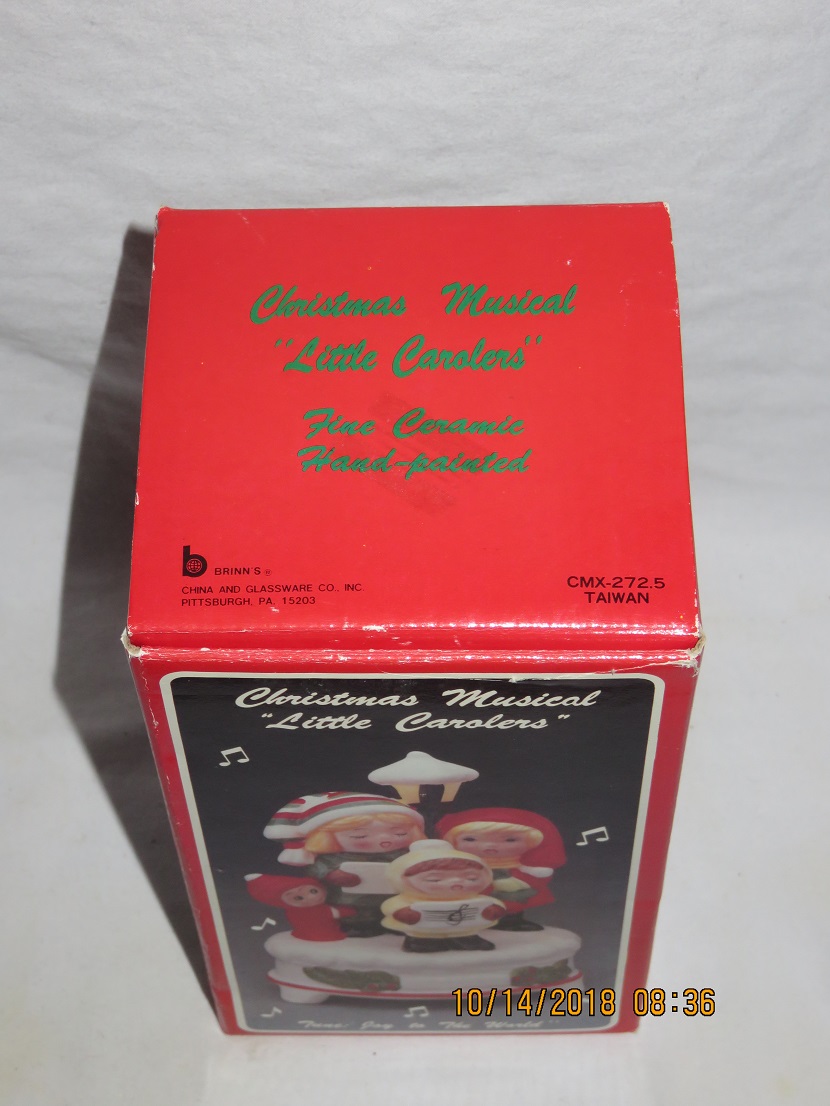 Christmas Musical
"Little Carolers"
Fine Ceramic
Hand-painted
b BRINN'S ®
CHINA AND GLASSWARE CO., INC.
PITTSBURGH, PA. 15203
CMX-272.5
TAIWAN
Christmas Musical
"Little Carolers"
Tune: Joy to The World"
10/14/2018 08:36